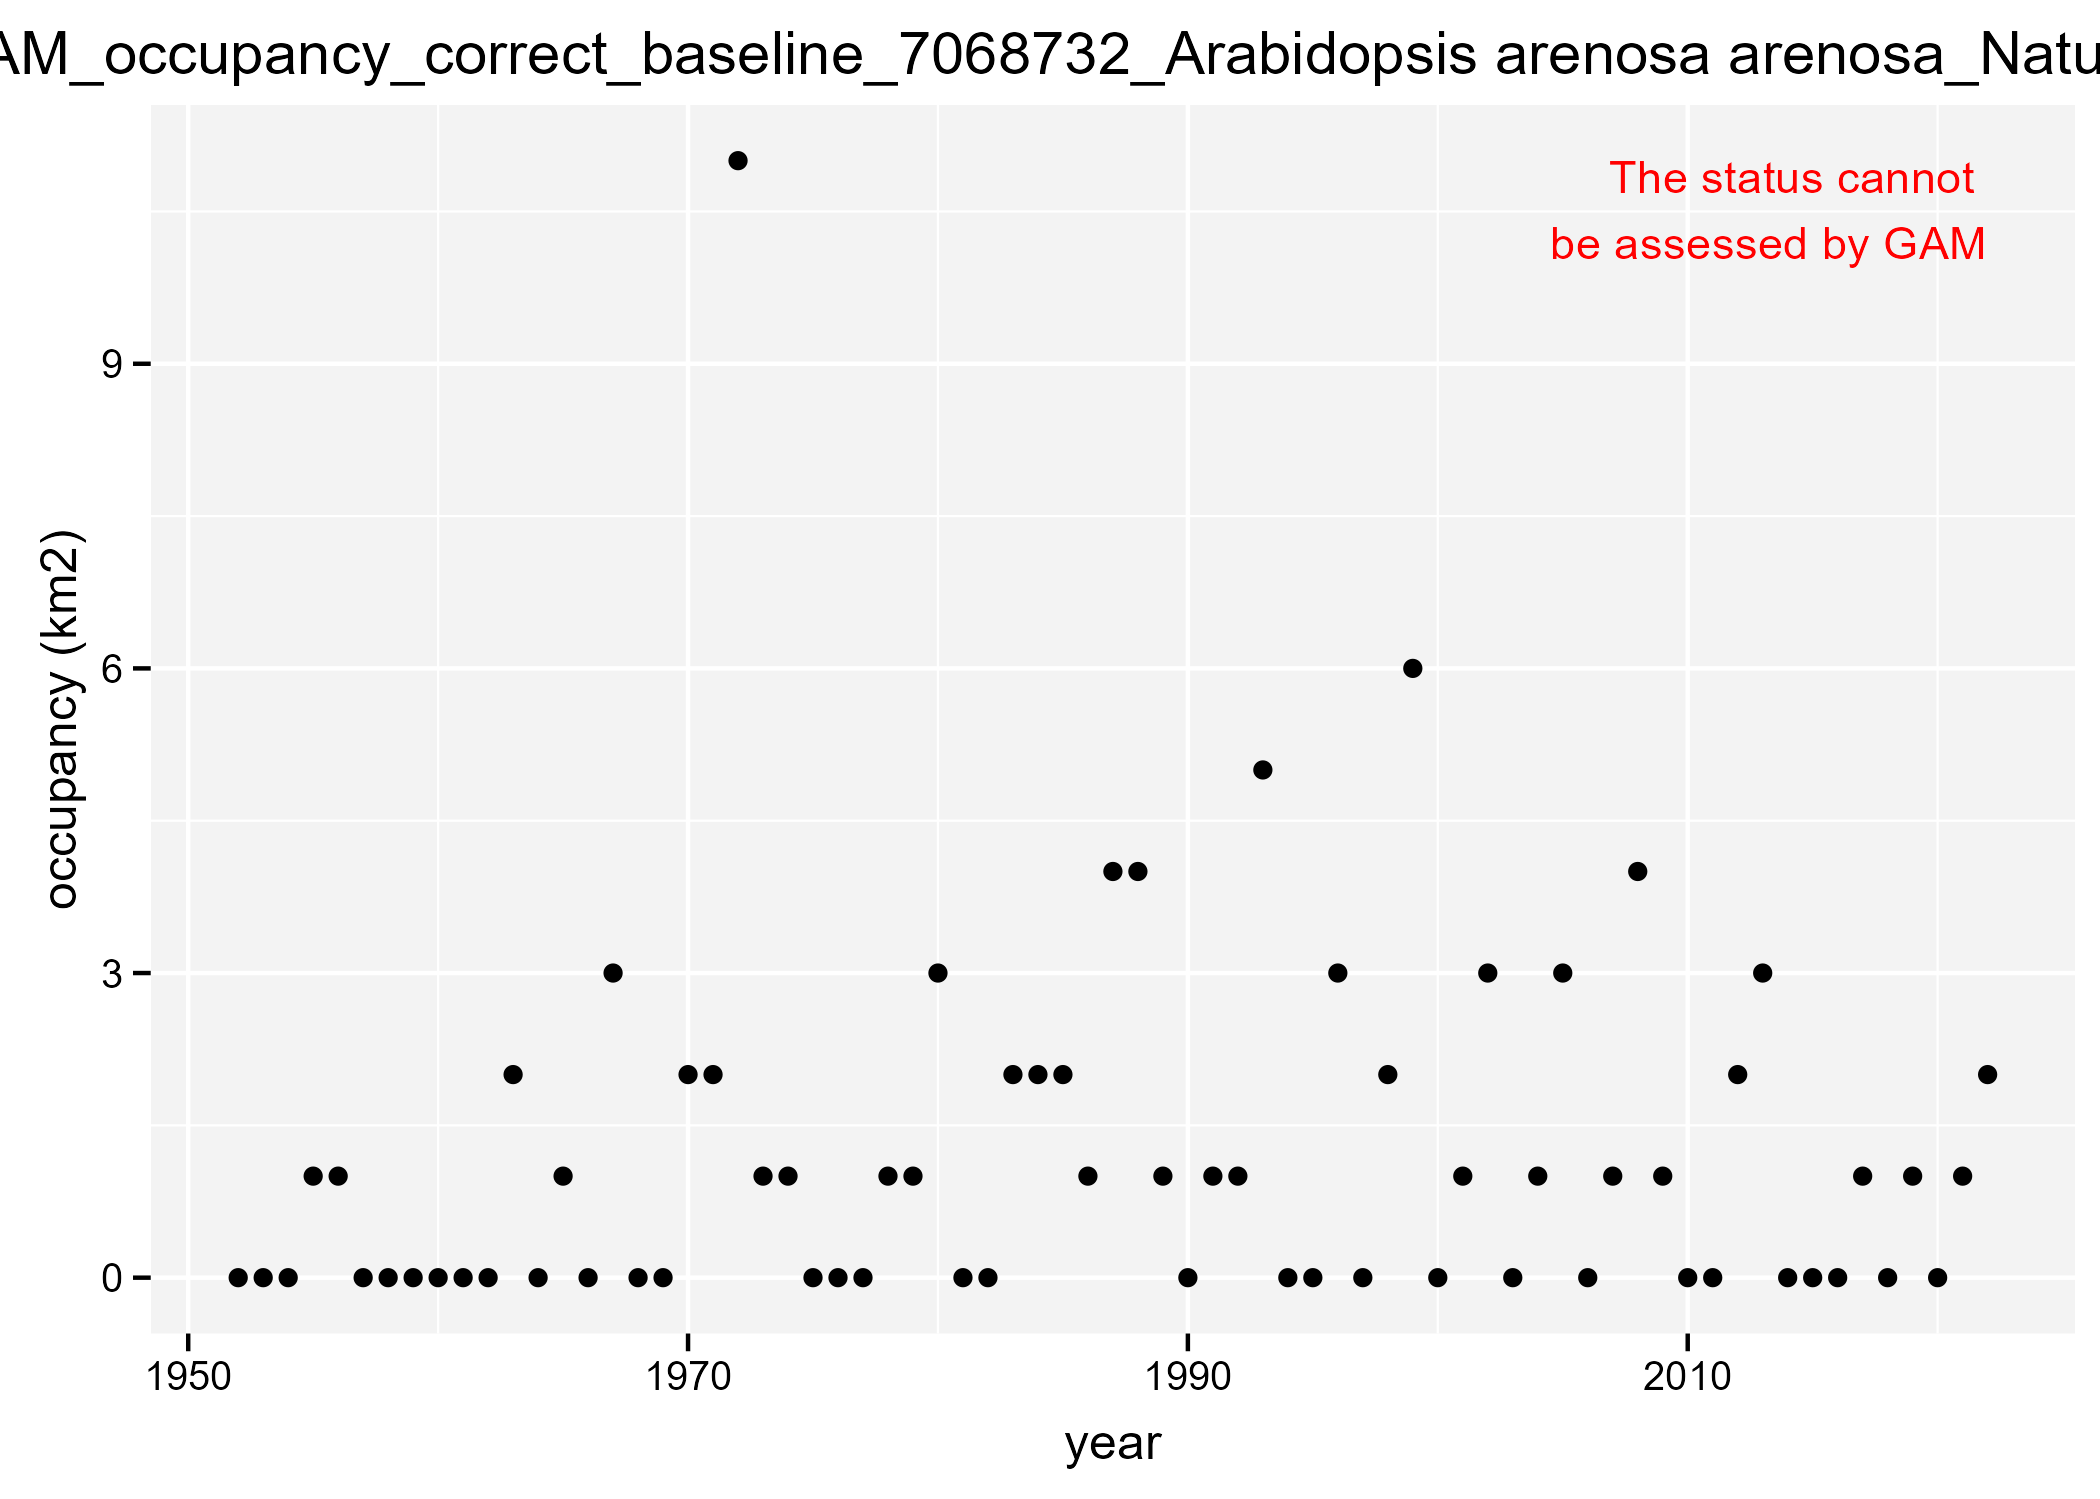 AM_occupancy_correct_baseline_7068732_Arabidopsis arenosa arenosa_Natu
The status cannot
be assessed by GAM
9
6
3
0
occupancy (km2)
1950 1970 1990 2010
year